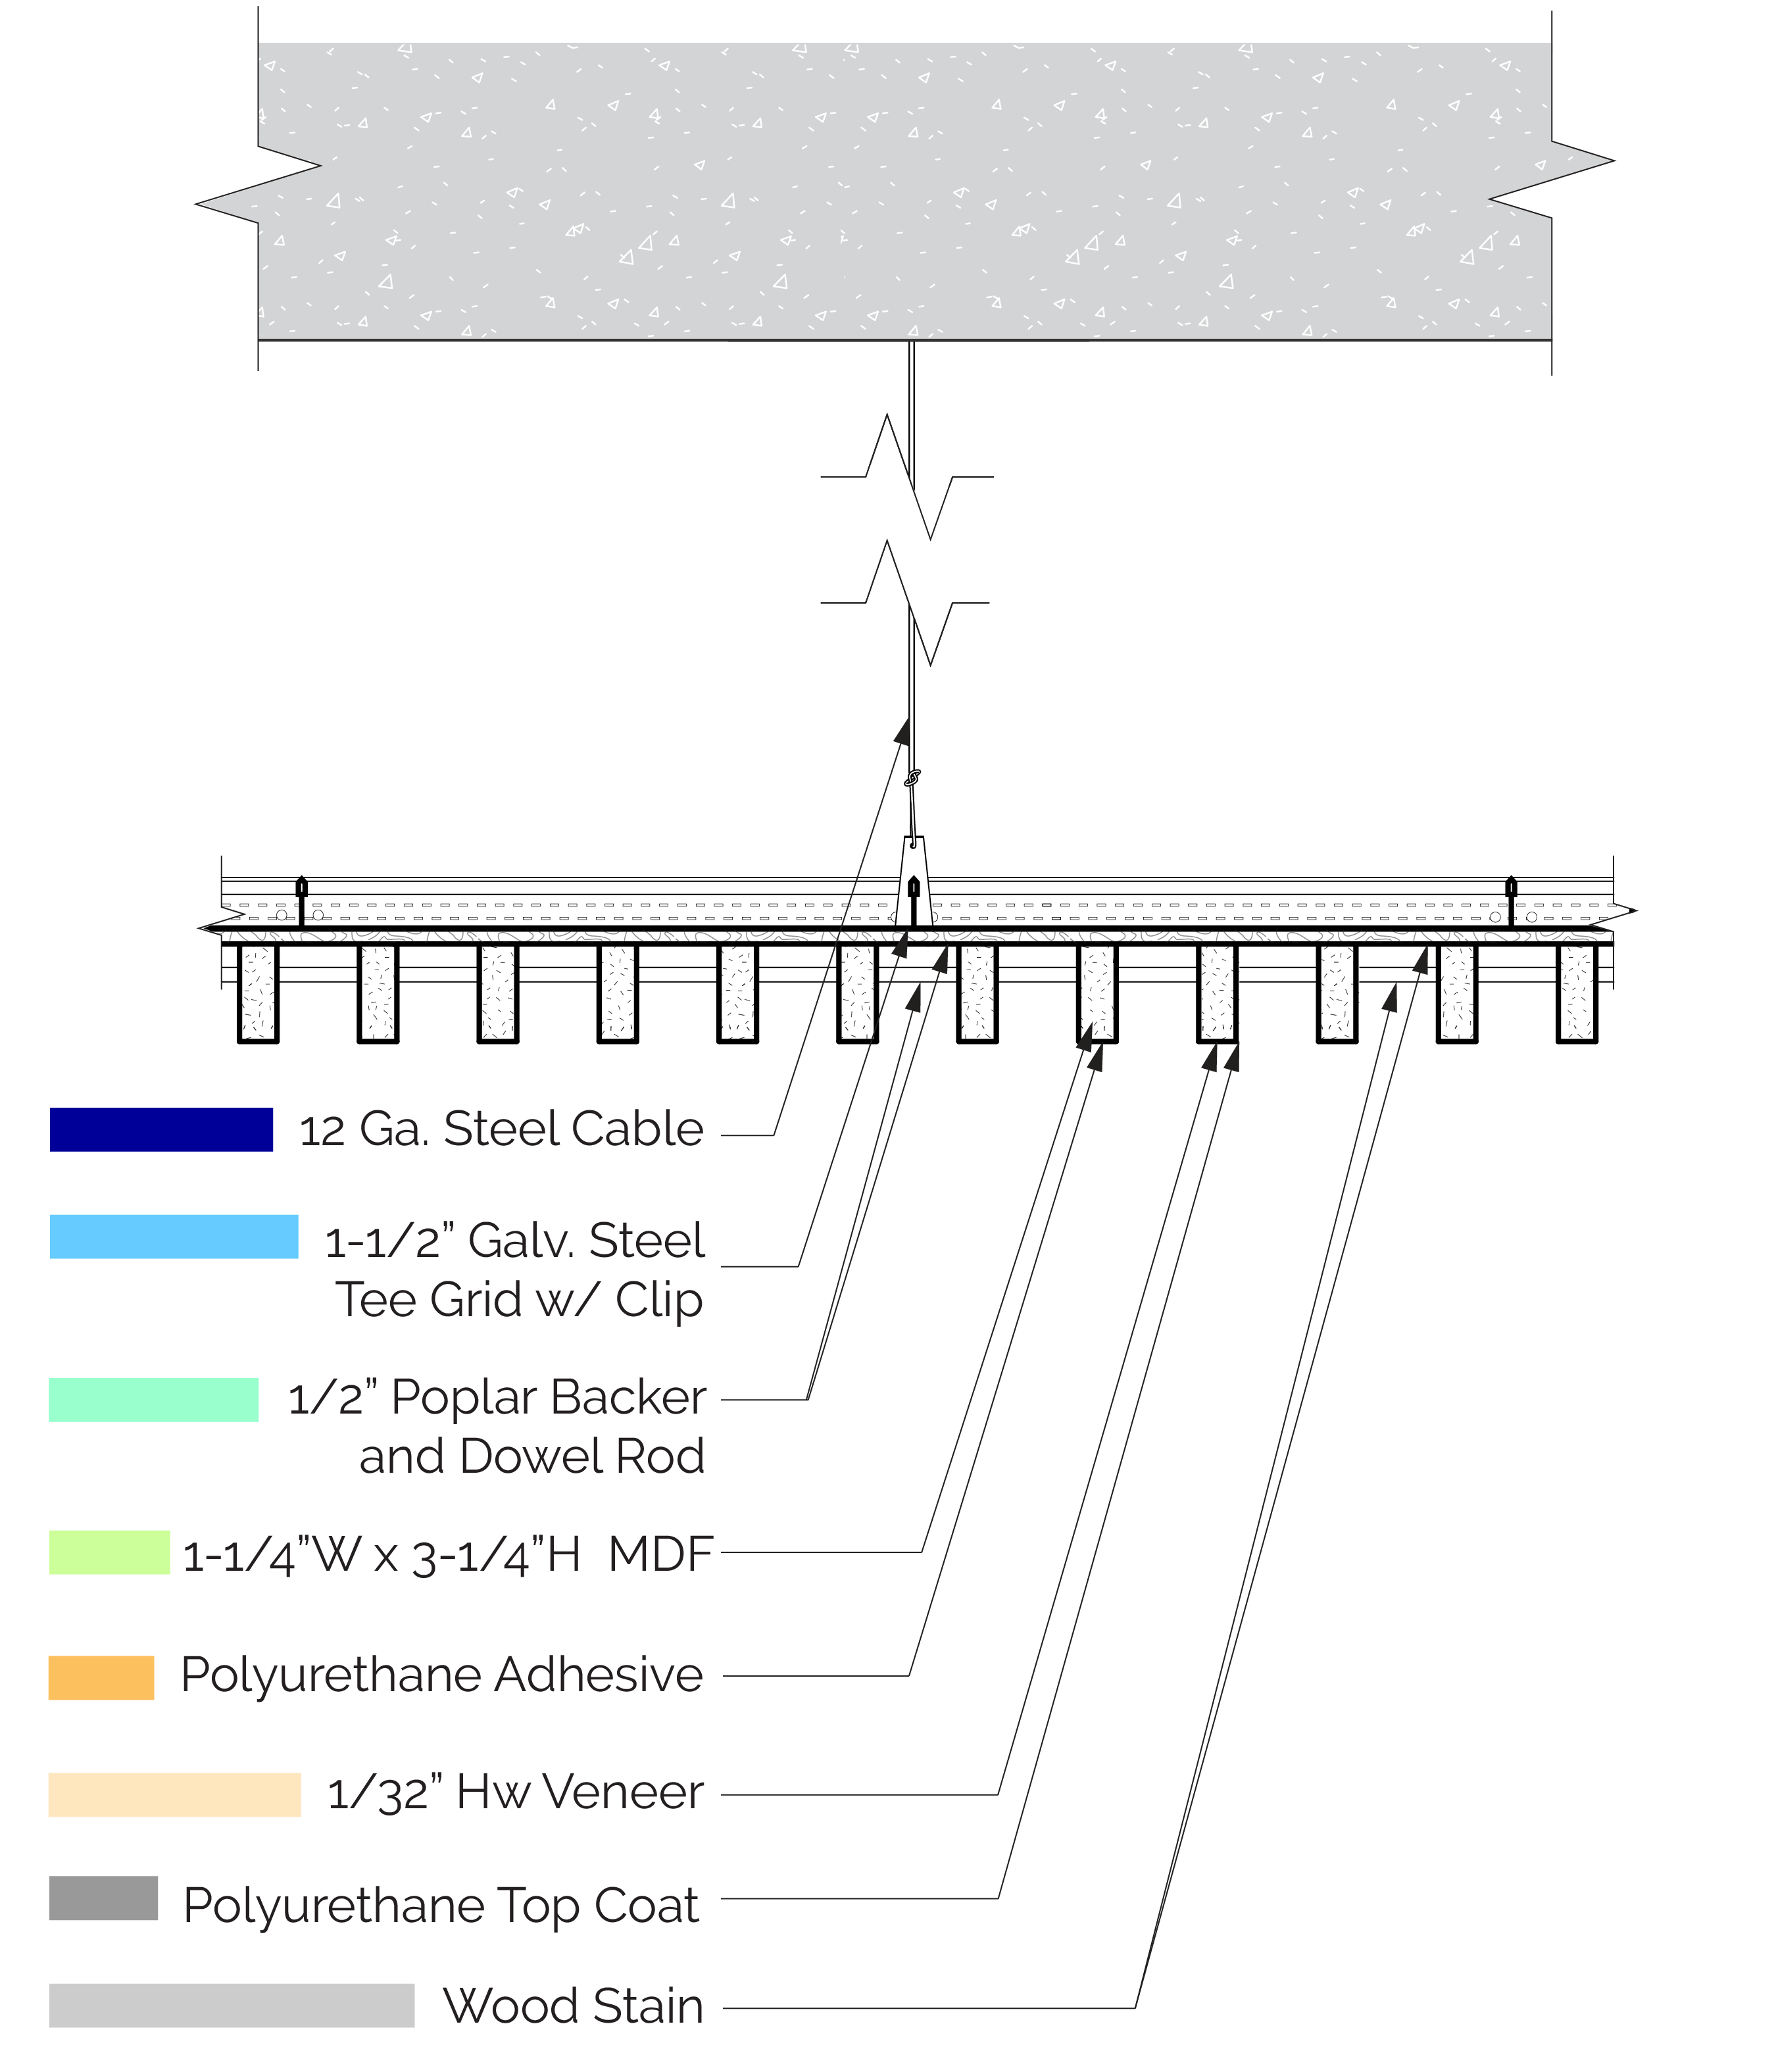 12 Ga. Steel Cable
1-1/2” Galv. Steel
Tee Grid w/ Clip
1/2” Poplar Backer
and Dowel Rod
1-1/4”W x 3-1/4”H  MDF
Polyurethane Adhesive
1/32” Hw Veneer
Polyurethane Top Coat
Wood Stain